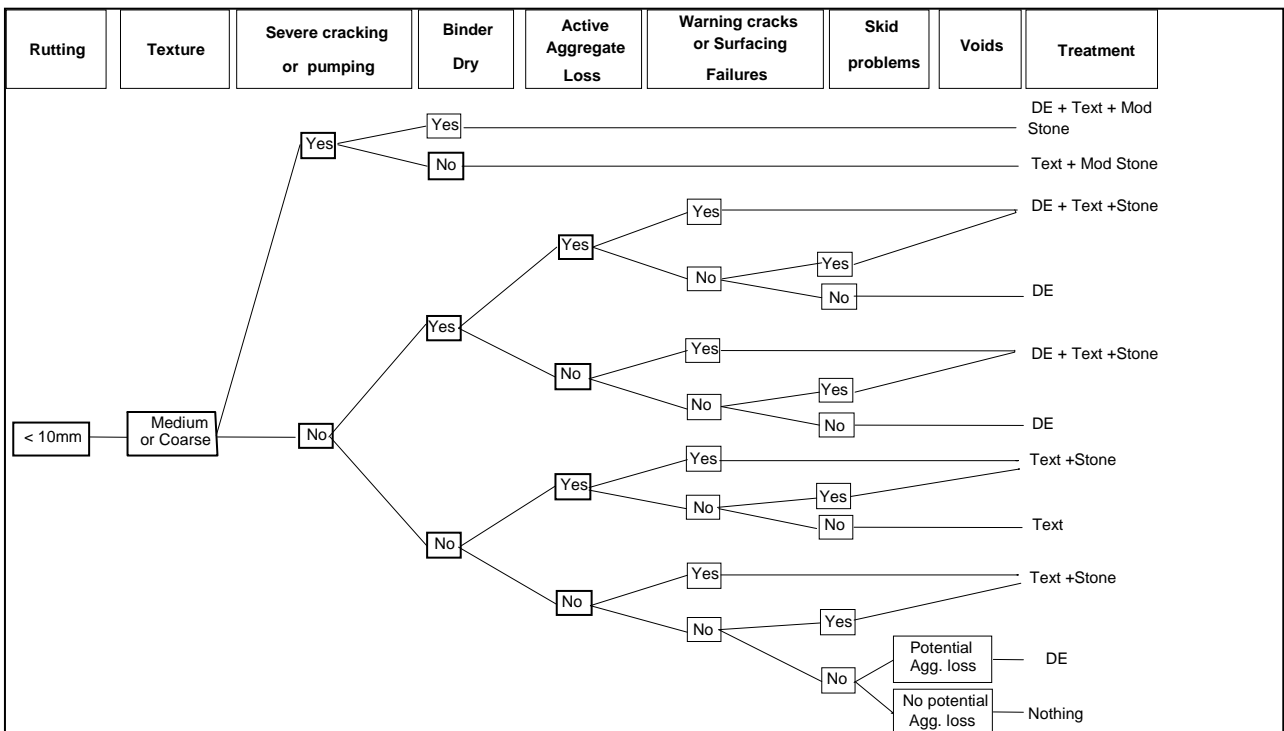 Rutting
Texture
Severe cracking
or pumping
Binder
Dry
Active
Aggregate
Loss
Warning cracks
or Surfacing
Failures
Skid
problems
Voids
Treatment
Yes
Yes
DE + Text + Mod
Stone
No
Text + Mod Stone
Yes
DE + Text +Stone
Yes
No
Yes
No
DE
Yes
Yes
DE + Text +Stone
No
Yes
No
No
DE
< 10mm
Medium
or Coarse
No
Yes
Text +Stone
Yes
No
Yes
No
Text
No
Yes
Text +Stone
No
No
Yes
No
Potential
Agg. loss
DE
No potential
Agg. loss
Nothing